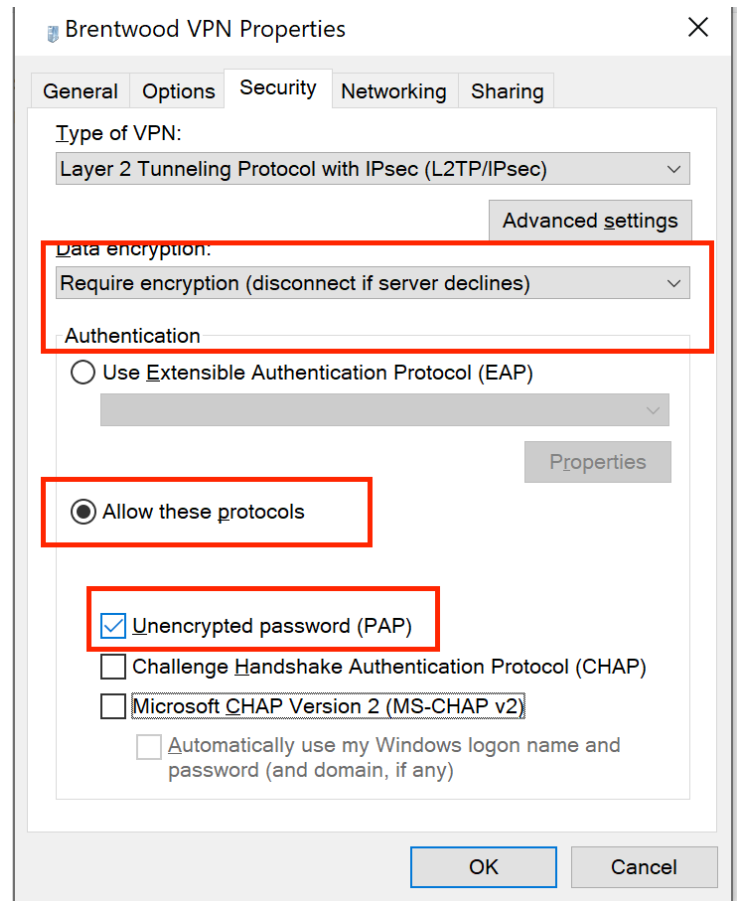 Brentwood VPN Properties
General Options Security Networking Sharing
Type of VPN:
Layer 2 Tunneling Protocol with IPsec (L2TP/IPsec)
Advanced settings
Data encryption:
Require encryption (disconnect if server declines)
Authentication
Use Extensible Authentication Protocol (EAP)
Properties
Allow these protocols
Unencrypted password (PAP)
Challenge Handshake Authentication Protocol (CHAP)
Microsoft CHAP Version 2 (MS-CHAP v2)
Automatically use my Windows logon name and
password (and domain, if any)
OK Cancel